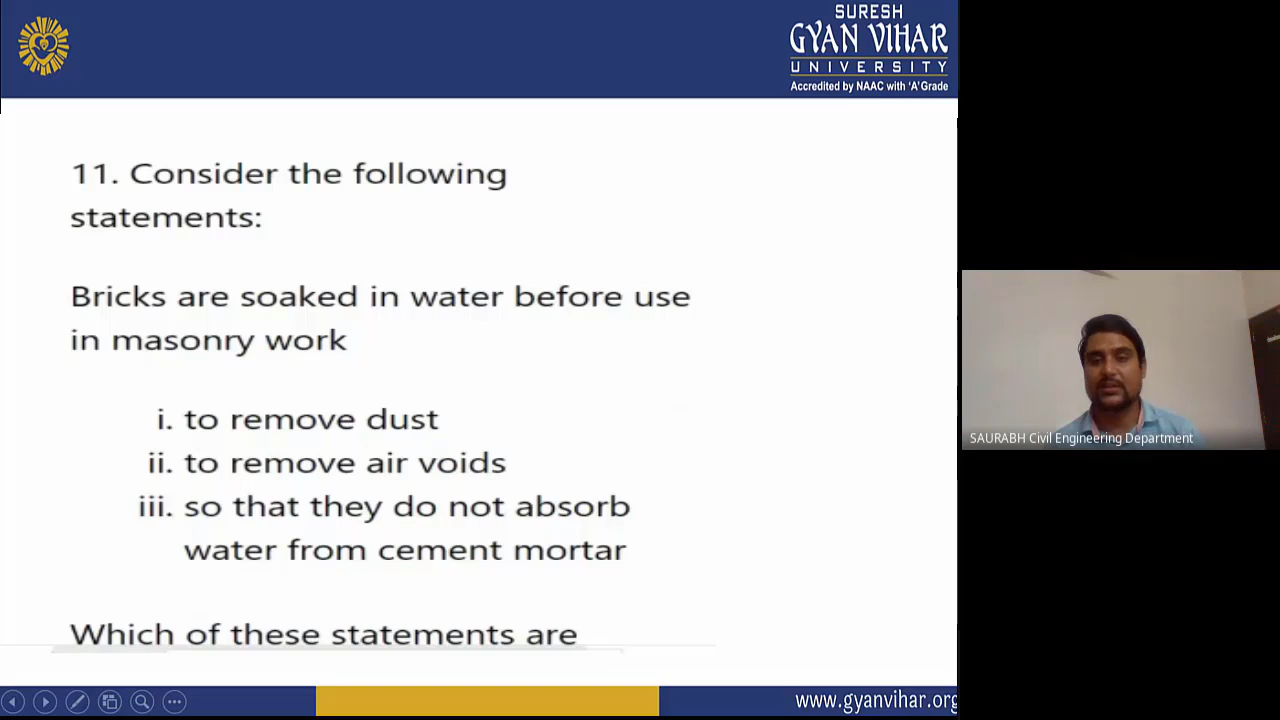 SURESH
GYAN VIHAR
UNIVERSITY
Accredited by NAAC with 'A' Grade
11. Consider the following
statements:
Bricks are soaked in water before use
in masonry work
i. to remove dust
ii. to remove air voids
iii. so that they do not absorb
water from cement mortar
Which of these statements are
SAURABH Civil Engineering Department
www.gyanvihar.org